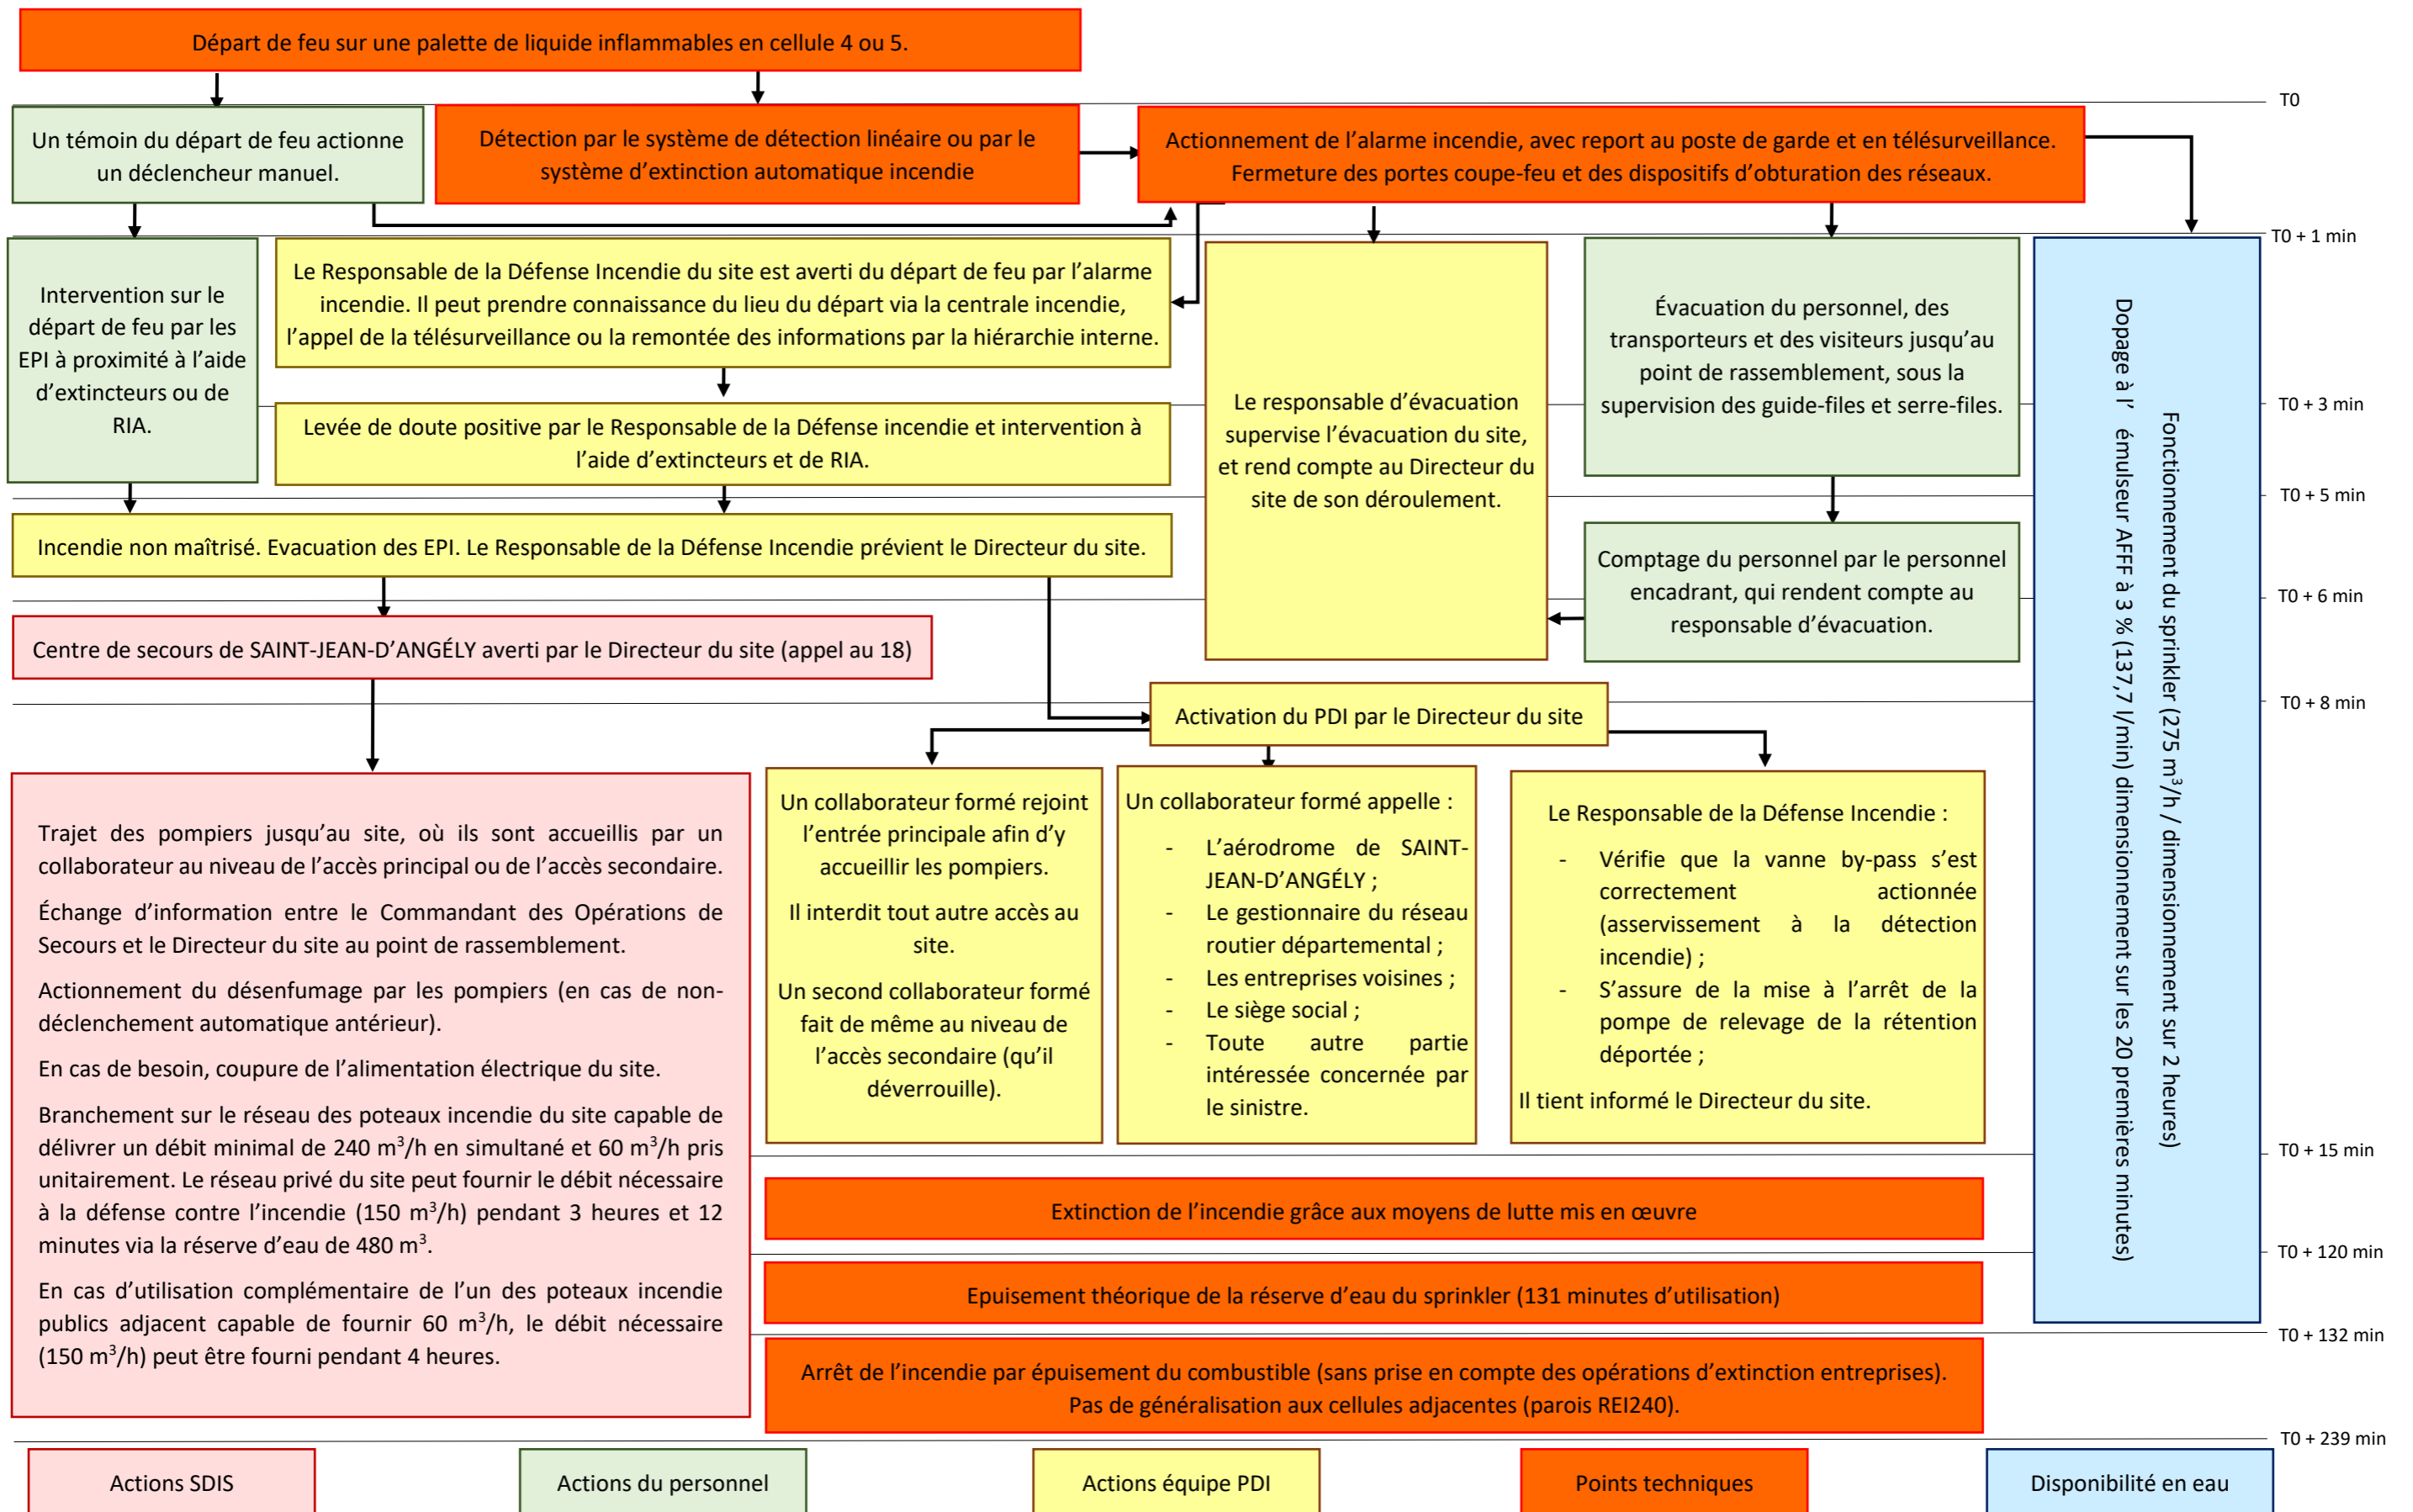 Départ de feu sur une palette de liquide inflammables en cellule 4 ou 5.
T0
Un témoin du départ de feu actionne
un déclencheur manuel.
Détection par le système de détection linéaire ou par le
système d’extinction automatique incendie
Actionnement de l’alarme incendie, avec report au poste de garde et en télésurveillance.
Fermeture des portes coupe-feu et des dispositifs d’obturation des réseaux.
T0 + 1 min
Intervention sur le
départ de feu par les
EPI à proximité à l’aide
d’extincteurs ou de
RIA.
Le Responsable de la Défense Incendie du site est averti du départ de feu par l’alarme
incendie. Il peut prendre connaissance du lieu du départ via la centrale incendie,
l’appel de la télésurveillance ou la remontée des informations par la hiérarchie interne.
Levée de doute positive par le Responsable de la Défense incendie et intervention à
l’aide d’extincteurs et de RIA.
Le responsable d’évacuation
supervise l’évacuation du site,
et rend compte au Directeur du
site de son déroulement.
Évacuation du personnel, des
transporteurs et des visiteurs jusqu’au
point de rassemblement, sous la
supervision des guide-files et serre-files.
Fonctionnement du sprinkler (275 m³/h / dimensionnement sur 2 heures)
Dopage à l’ émulseur AFFF à 3 % (137,7 l/min) dimensionnement sur les 20 premières minutes)
T0 + 3 min
T0 + 5 min
Incendie non maîtrisé. Evacuation des EPI. Le Responsable de la Défense Incendie prévient le Directeur du site.
Comptage du personnel par le personnel
encadrant, qui rendent compte au
responsable d’évacuation.
T0 + 6 min
Centre de secours de SAINT-JEAN-D’ANGÉLY averti par le Directeur du site (appel au 18)
T0 + 8 min
Activation du PDI par le Directeur du site
Trajet des pompiers jusqu’au site, où ils sont accueillis par un
collaborateur au niveau de l’accès principal ou de l’accès secondaire.
Échange d’information entre le Commandant des Opérations de
Secours et le Directeur du site au point de rassemblement.
Actionnement du désenfumage par les pompiers (en cas de non-
déclenchement automatique antérieur).
En cas de besoin, coupure de l’alimentation électrique du site.
Branchement sur le réseau des poteaux incendie du site capable de
délivrer un débit minimal de 240 m³/h en simultané et 60 m³/h pris
unitairement. Le réseau privé du site peut fournir le débit nécessaire
à la défense contre l’incendie (150 m³/h) pendant 3 heures et 12
minutes via la réserve d’eau de 480 m³.
En cas d’utilisation complémentaire de l’un des poteaux incendie
publics adjacent capable de fournir 60 m³/h, le débit nécessaire
(150 m³/h) peut être fourni pendant 4 heures.
Un collaborateur formé rejoint
l’entrée principale afin d’y
accueillir les pompiers.
Il interdit tout autre accès au
site.
Un second collaborateur formé
fait de même au niveau de
l’accès secondaire (qu’il
déverrouille).
Un collaborateur formé appelle :
- L’aérodrome de SAINT-
JEAN-D’ANGÉLY ;
- Le gestionnaire du réseau
routier départemental ;
- Les entreprises voisines ;
- Le siège social ;
- Toute autre partie
intéressée concernée par
le sinistre.
Le Responsable de la Défense Incendie :
- Vérifie que la vanne by-pass s’est
correctement actionnée
(asservissement à la détection
incendie) ;
- S’assure de la mise à l’arrêt de la
pompe de relevage de la rétention
déportée ;
Il tient informé le Directeur du site.
T0 + 15 min
Extinction de l’incendie grâce aux moyens de lutte mis en œuvre
T0 + 120 min
Epuisement théorique de la réserve d’eau du sprinkler (131 minutes d’utilisation)
T0 + 132 min
Arrêt de l’incendie par épuisement du combustible (sans prise en compte des opérations d’extinction entreprises).
Pas de généralisation aux cellules adjacentes (parois REI240).
T0 + 239 min
Actions SDIS
Actions du personnel
Actions équipe PDI
Points techniques
Disponibilité en eau